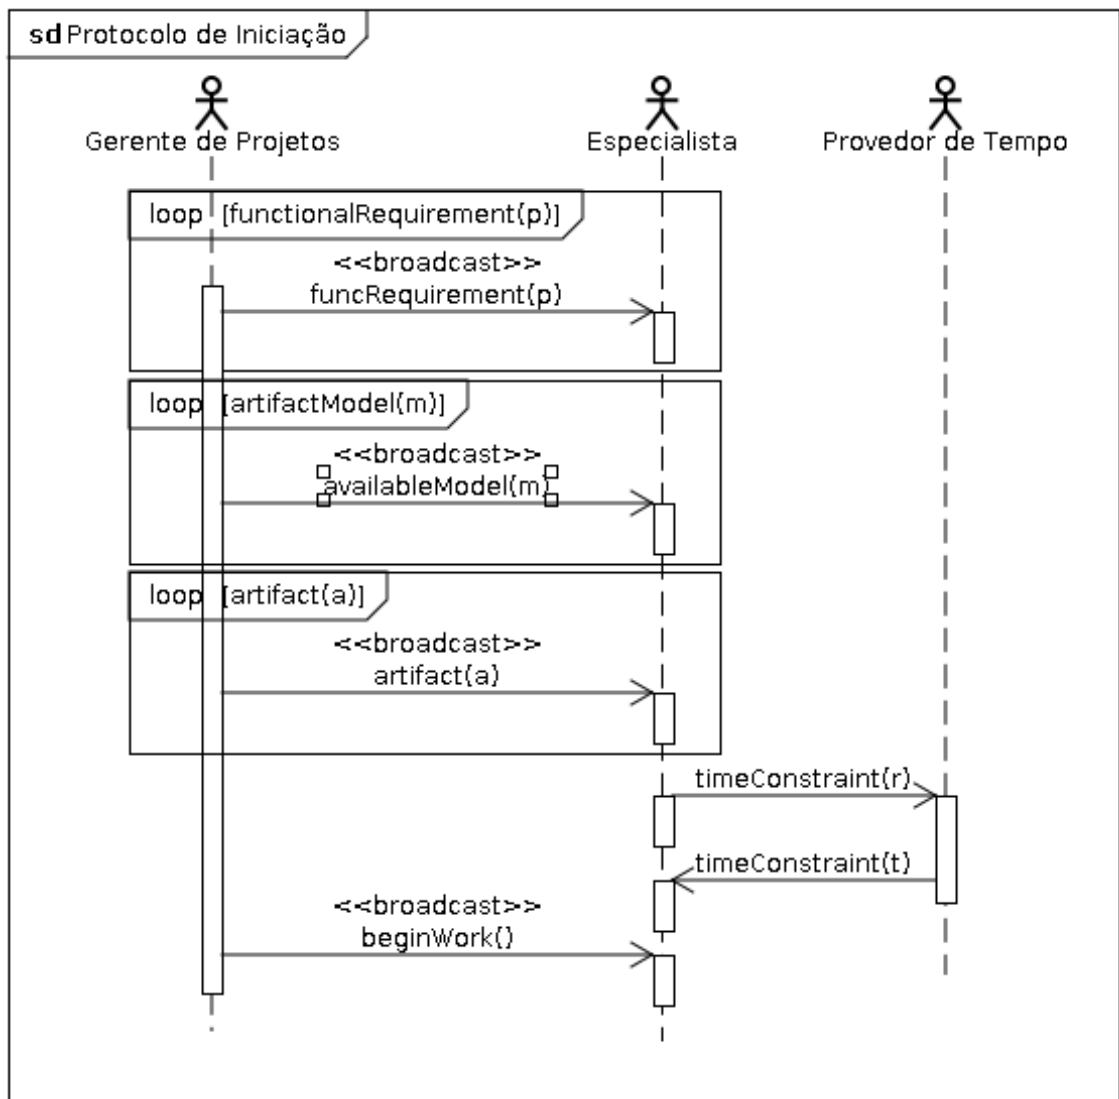 sd Protocolo de Iniciação
Gerente de Projetos
Especialista
Provedor de Tempo
loop [functionalRequirement(p)]
<<broadcast>>
funcRequirement(p)
loop [artifactModel(m)]
<<broadcast>>
availableModel(m)
loop [artifact(a)]
<<broadcast>>
artifact(a)
timeConstraint(r)
timeConstraint(t)
<<broadcast>>
beginWork()